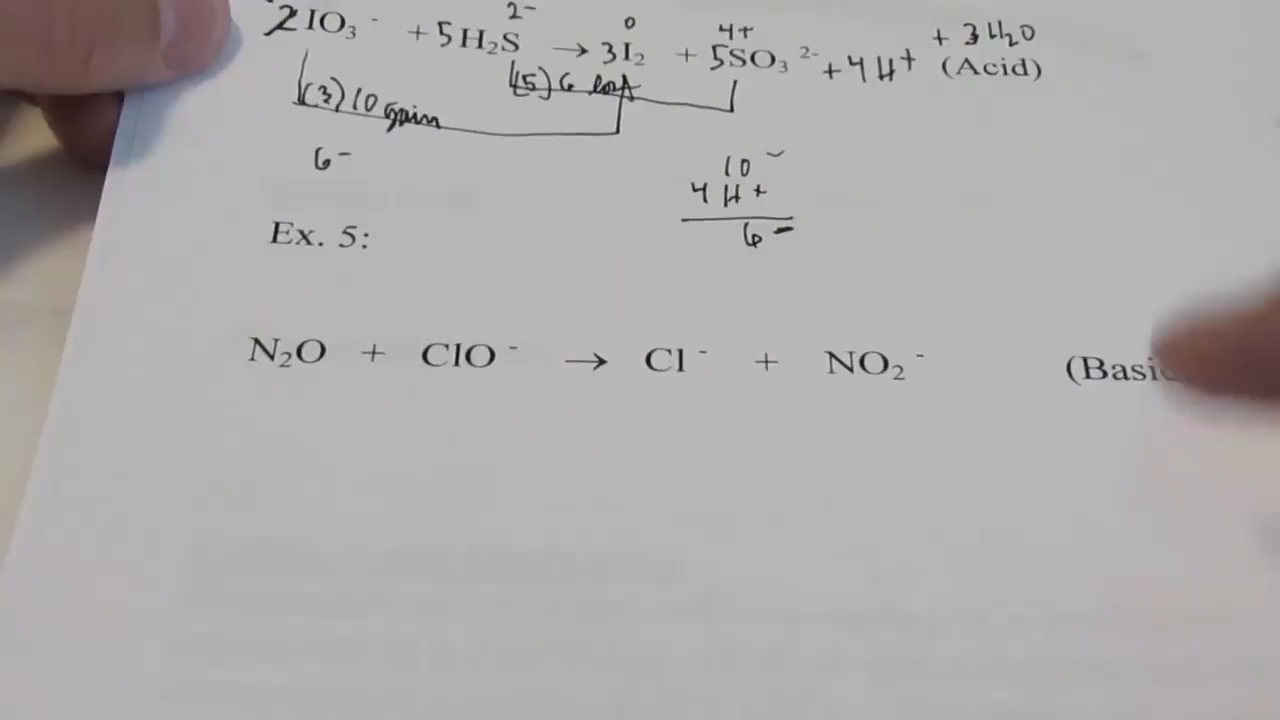 2- 0 4+
2IO₃⁻ + 5H₂S → 3I₂ + 5SO₃²⁻ + 4H⁺ (Acid) + 3H₂O
(3) 10 gain (5) 6 lost
6- 10-
4H+
6-
Ex. 5:
N₂O + ClO⁻ → Cl⁻ + NO₂⁻ (Basi